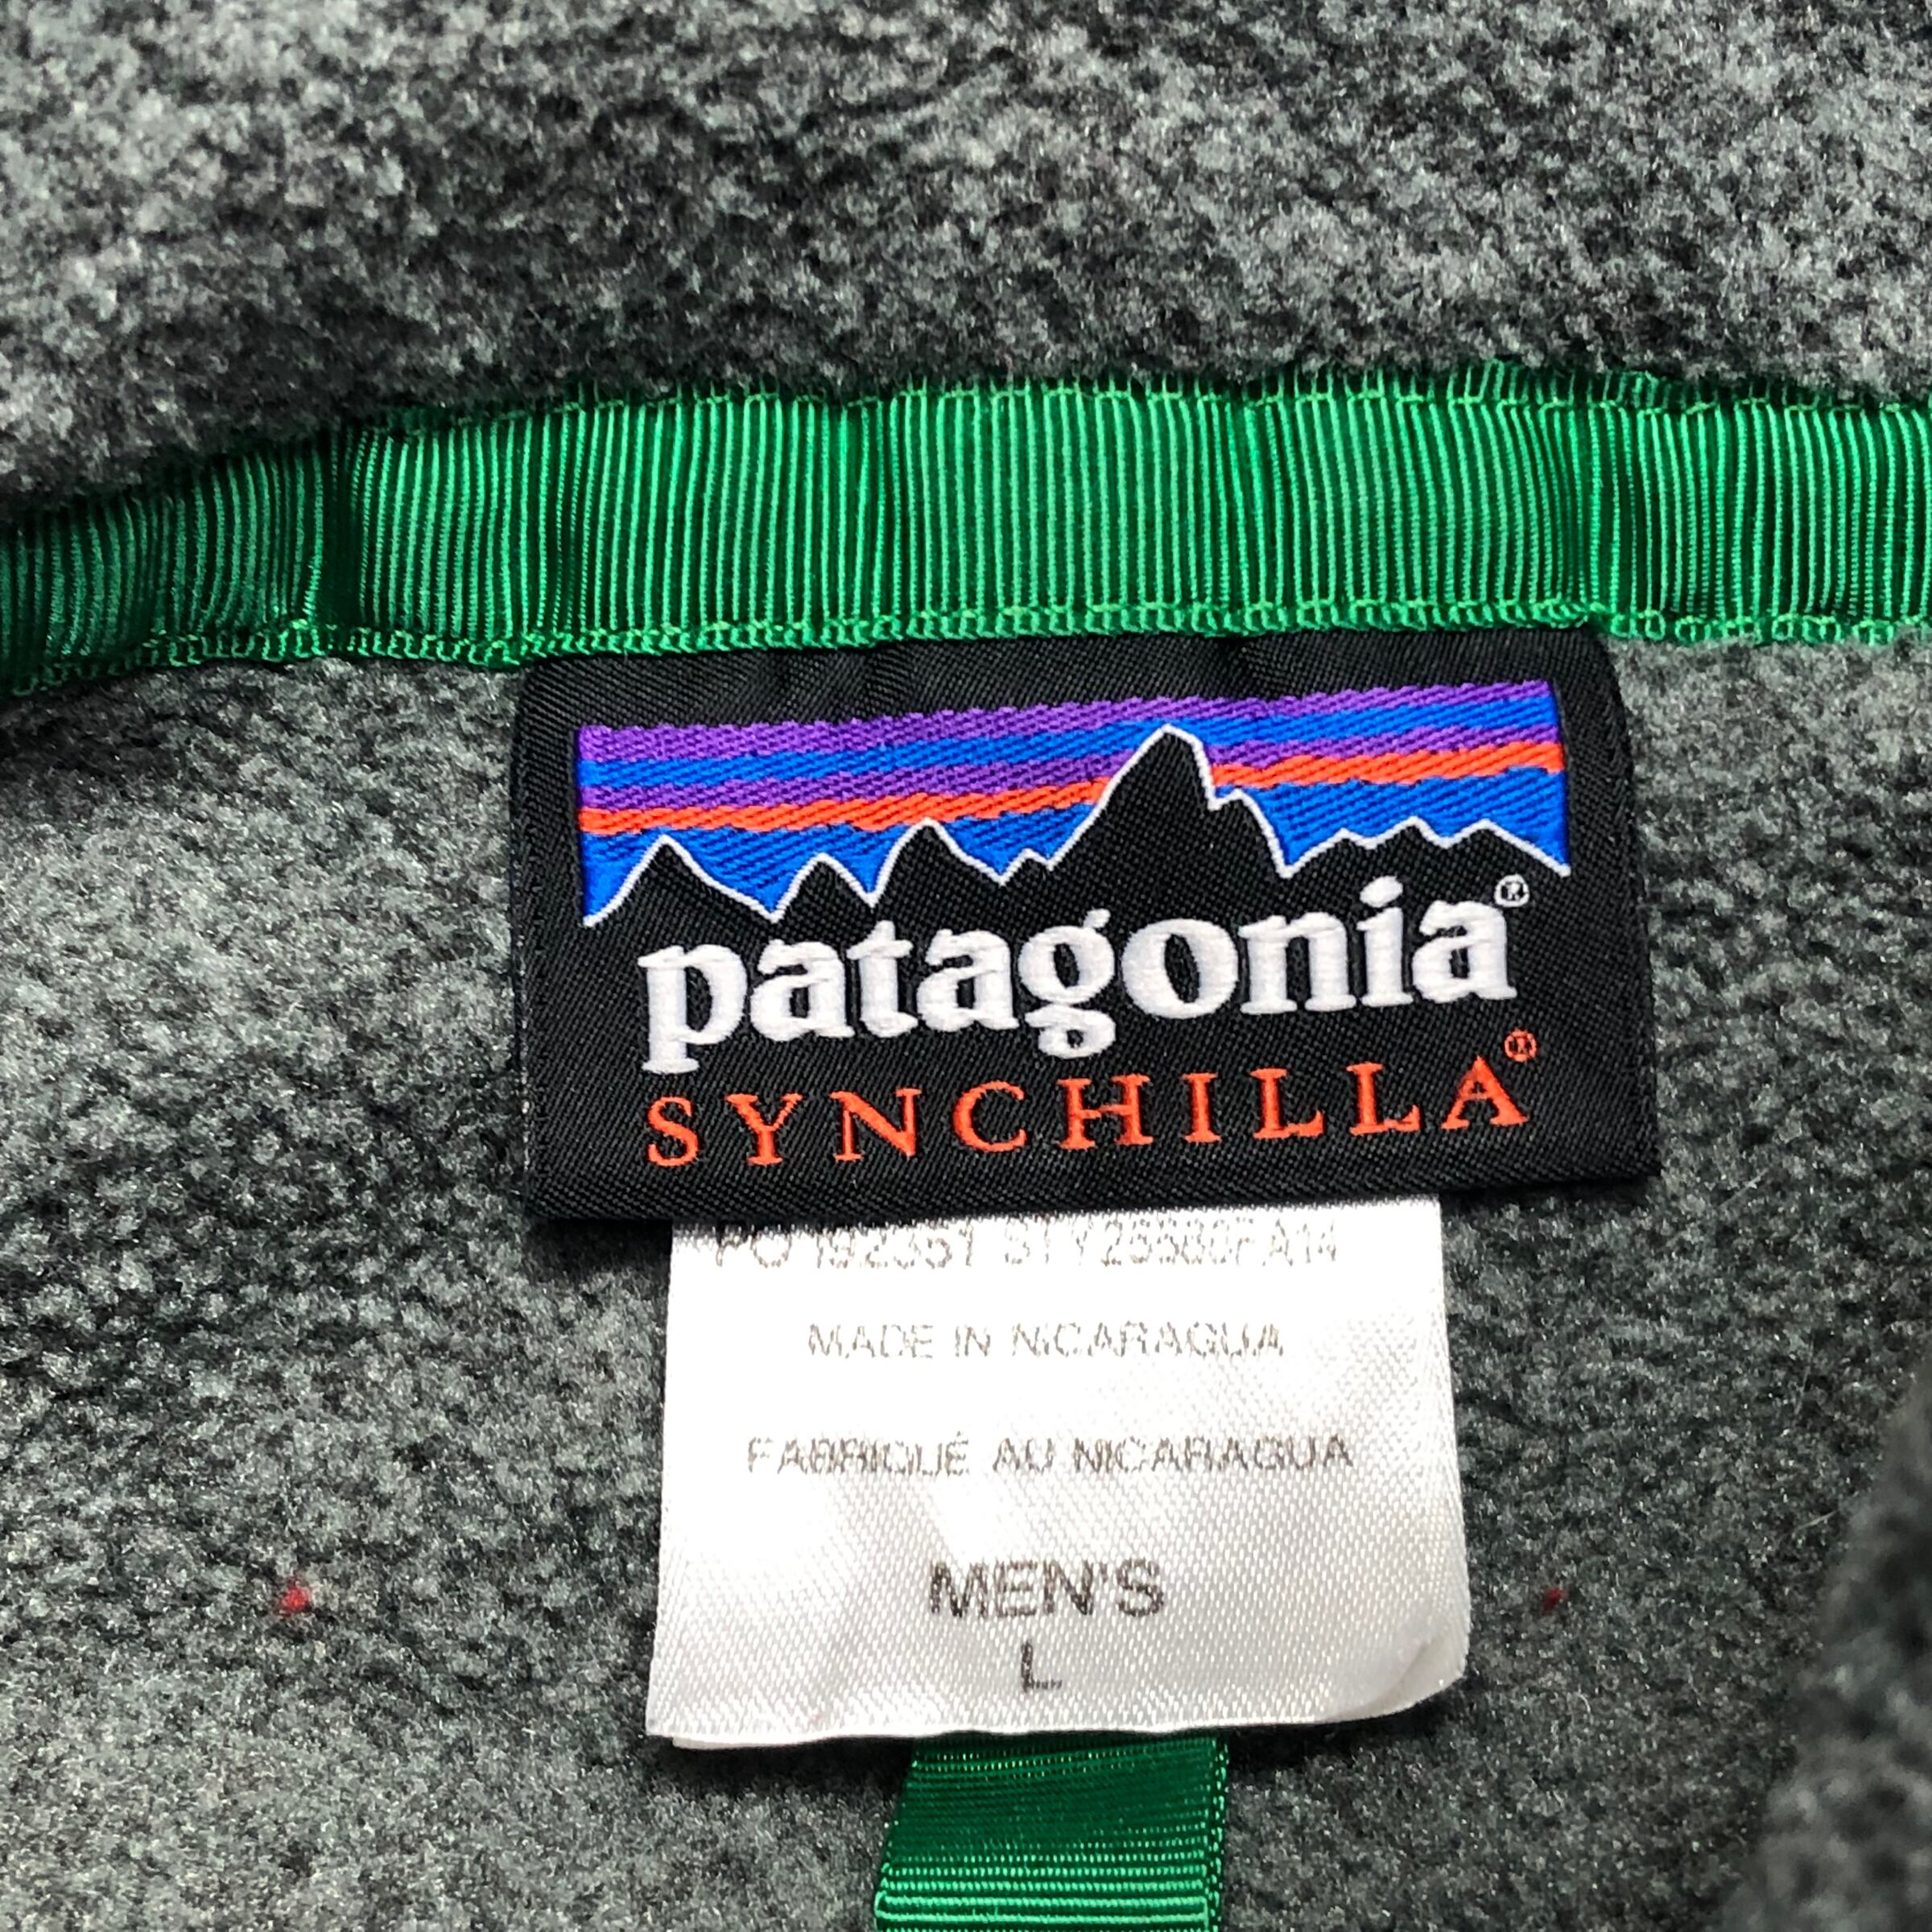 patagonia®
SYNCHILLA®
PO 192351 STY25580FA14
MADE IN NICARAGUA
FABRIQUÉ AU NICARAGUA
MEN'S
L